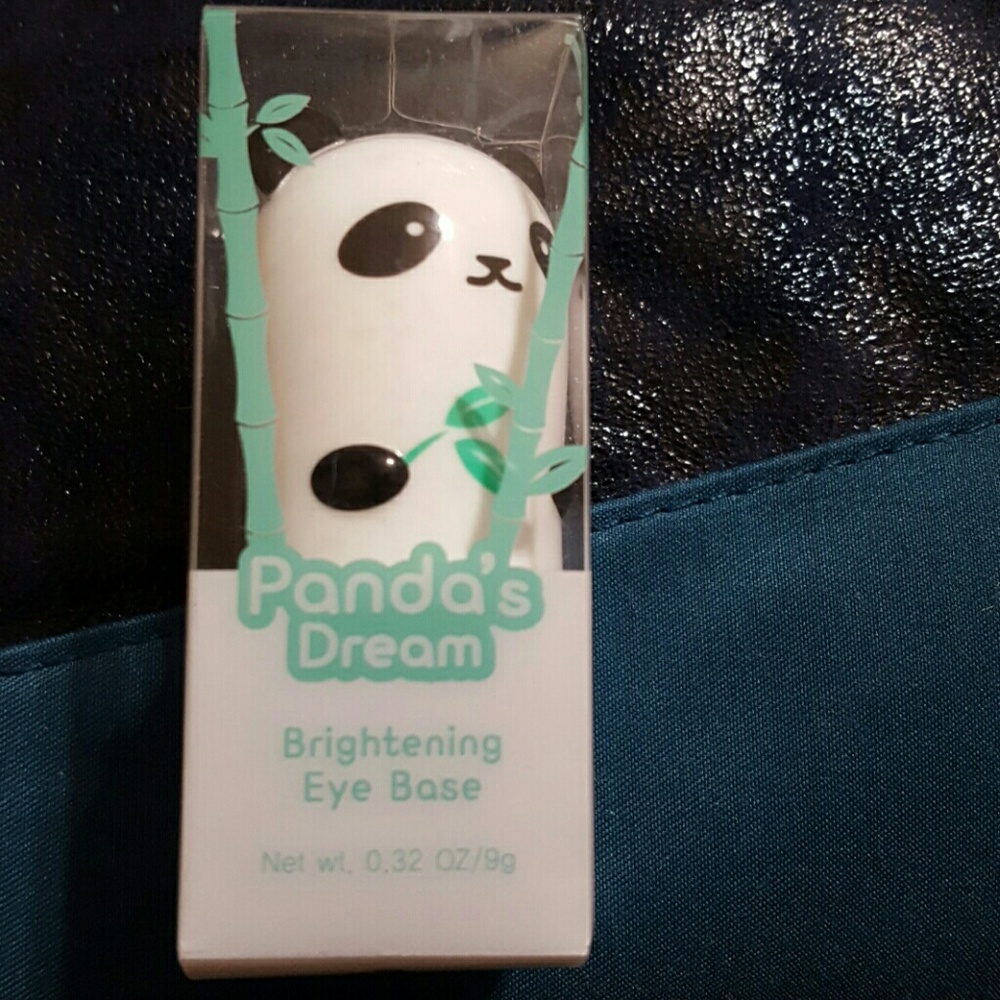 Panda's
Dream
Brightening
Eye Base
Net wt. 0.32 OZ/9g